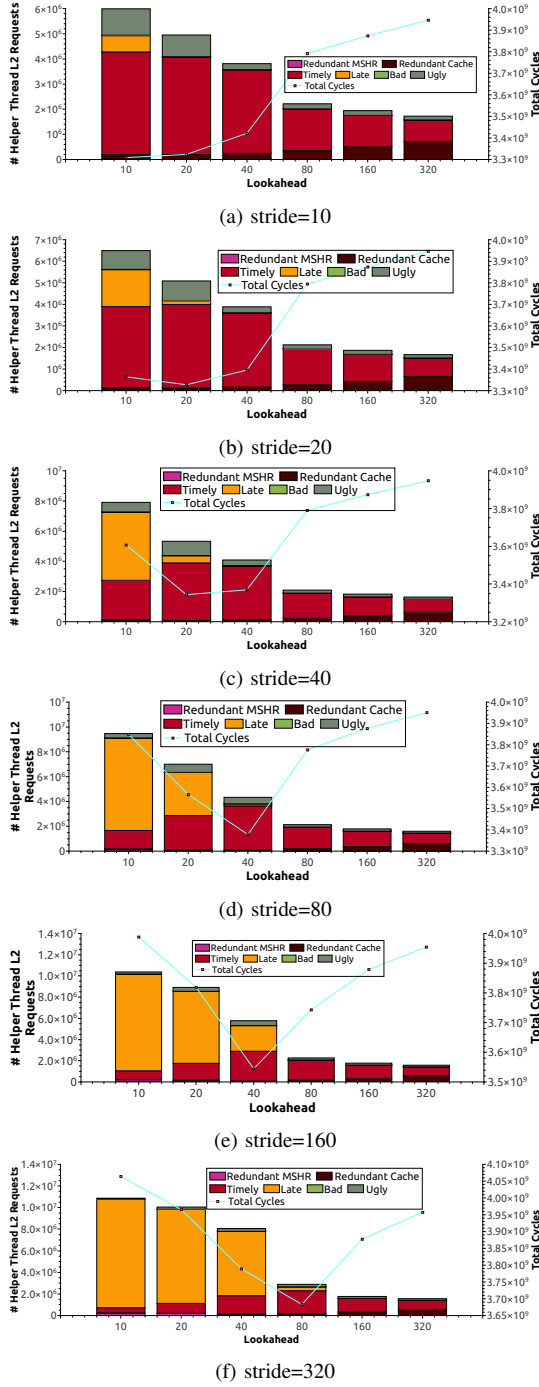 6×10⁶
5×10⁶
4×10⁶
3×10⁶
2×10⁶
10⁶
0
# Helper Thread L2 Requests
Redundant MSHR Redundant Cache
Timely Late Bad Ugly
Total Cycles
4.0×10⁹
3.9×10⁹
3.8×10⁹
3.7×10⁹
3.6×10⁹
3.5×10⁹
3.4×10⁹
3.3×10⁹
Total Cycles
10 20 40 80 160 320
Lookahead
(a) stride=10
7×10⁶
6×10⁶
5×10⁶
4×10⁶
3×10⁶
2×10⁶
10⁶
0
# Helper Thread L2 Requests
Redundant MSHR Redundant Cache
Timely Late Bad Ugly
Total Cycles
4.0×10⁹
3.9×10⁹
3.8×10⁹
3.7×10⁹
3.6×10⁹
3.5×10⁹
3.4×10⁹
3.3×10⁹
Total Cycles
10 20 40 80 160 320
Lookahead
(b) stride=20
10⁷
8×10⁶
6×10⁶
4×10⁶
2×10⁶
0
# Helper Thread L2 Requests
Redundant MSHR Redundant Cache
Timely Late Bad Ugly
Total Cycles
4.0×10⁹
3.8×10⁹
3.6×10⁹
3.4×10⁹
3.2×10⁹
Total Cycles
10 20 40 80 160 320
Lookahead
(c) stride=40
10⁷
10⁷
8×10⁶
6×10⁶
4×10⁶
2×10⁶
0
# Helper Thread L2
Requests
Redundant MSHR Redundant Cache
Timely Late Bad Ugly
Total Cycles
4.0×10⁹
3.9×10⁹
3.8×10⁹
3.7×10⁹
3.6×10⁹
3.5×10⁹
3.4×10⁹
3.3×10⁹
Total Cycles
10 20 40 80 160 320
Lookahead
(d) stride=80
1.4×10⁷
1.2×10⁷
1.0×10⁷
8.0×10⁶
6.0×10⁶
4.0×10⁶
2.0×10⁶
0
# Helper Thread L2
Requests
Redundant MSHR Redundant Cache
Timely Late Bad Ugly
Total Cycles
4.0×10⁹
3.9×10⁹
3.8×10⁹
3.7×10⁹
3.6×10⁹
3.5×10⁹
Total Cycles
10 20 40 80 160 320
Lookahead
(e) stride=160
1.4×10⁷
1.2×10⁷
1.0×10⁷
8.0×10⁶
6.0×10⁶
4.0×10⁶
2.0×10⁶
0
# Helper Thread L2 Requests
Redundant MSHR Redundant Cache
Timely Late Bad Ugly
Total Cycles
4.10×10⁹
4.05×10⁹
4.00×10⁹
3.95×10⁹
3.90×10⁹
3.85×10⁹
3.80×10⁹
3.75×10⁹
3.70×10⁹
3.65×10⁹
Total Cycles
10 20 40 80 160 320
Lookahead
(f) stride=320